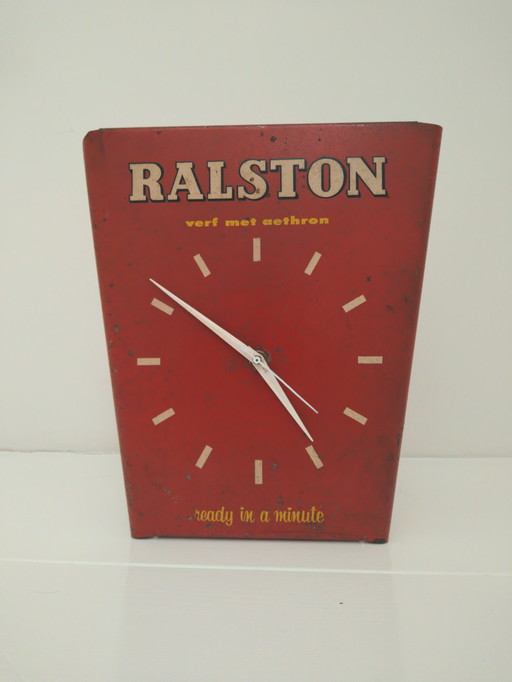 RALSTON
verf met aethron
ready in a minute